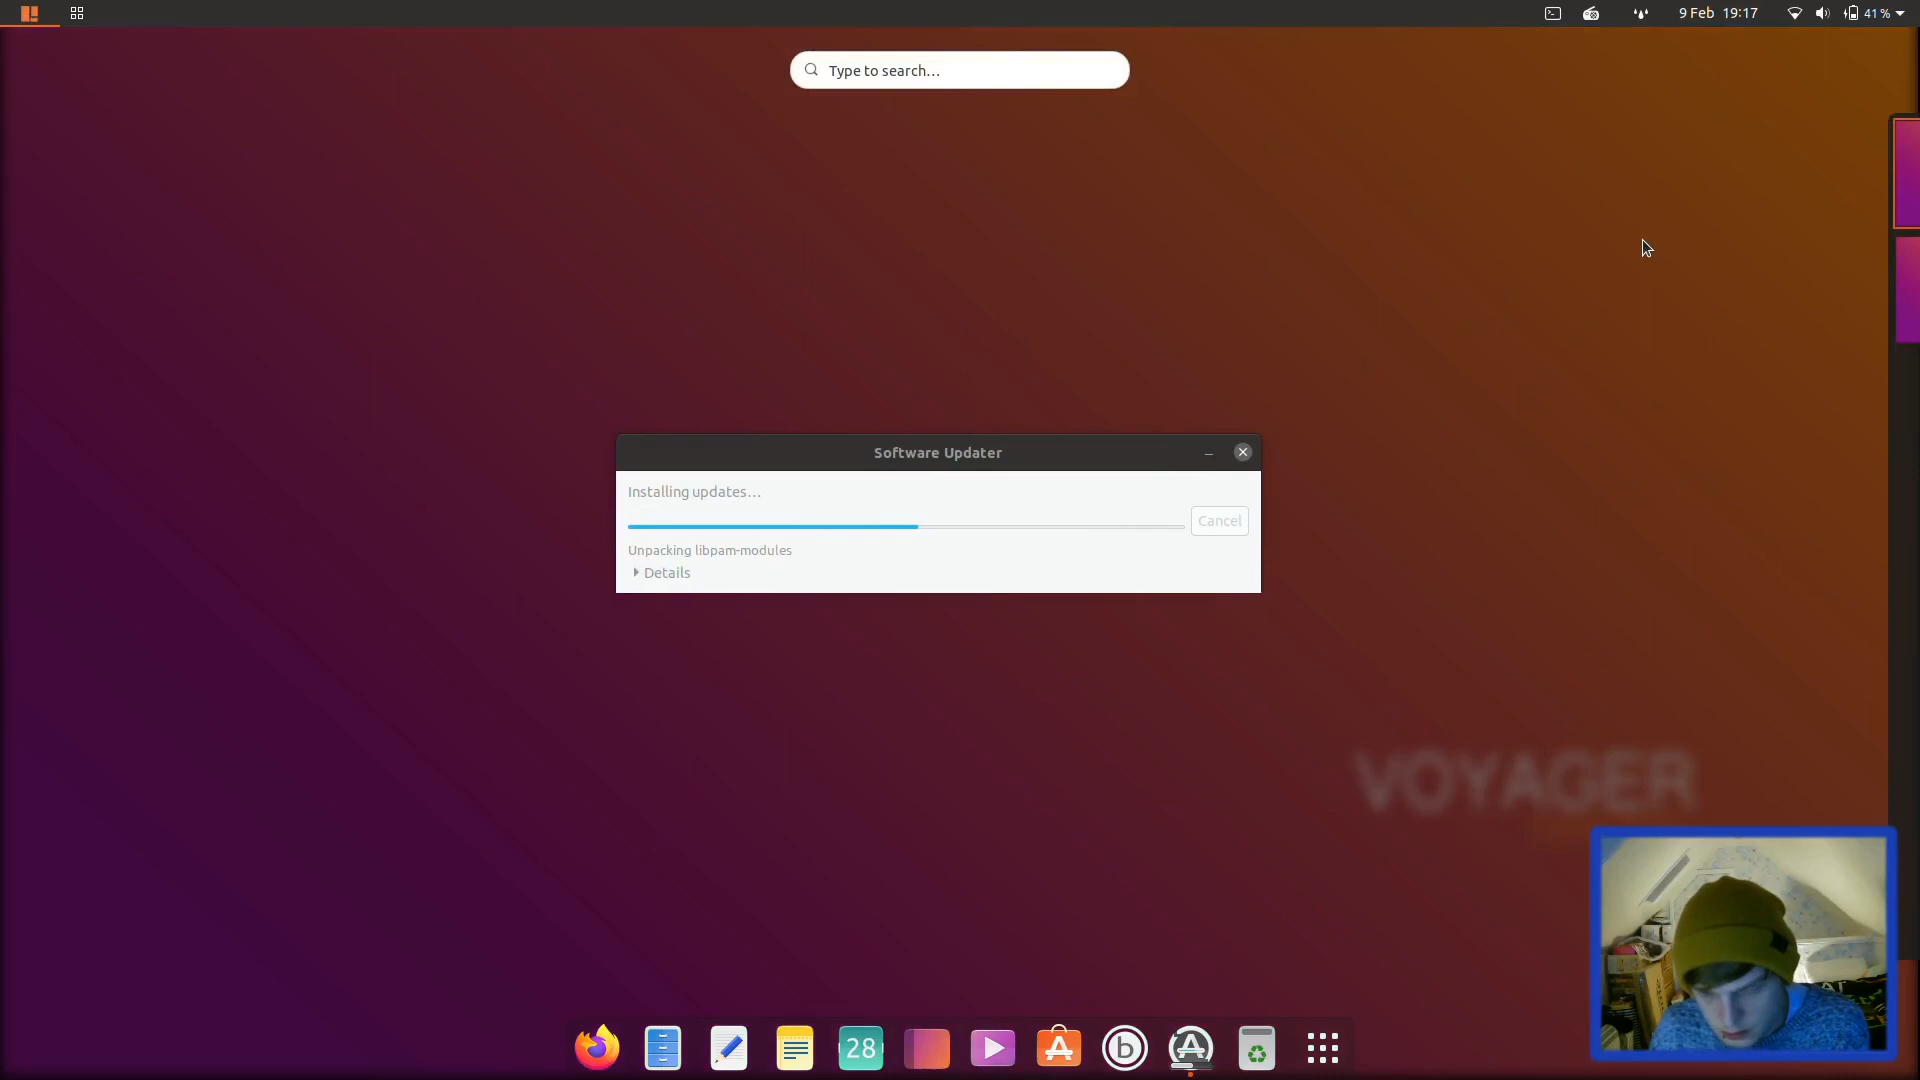 9 Feb 19:17
41 %
Type to search...
Software Updater
Installing updates...
Cancel
Unpacking libpam-modules
Details
VOYAGER
28